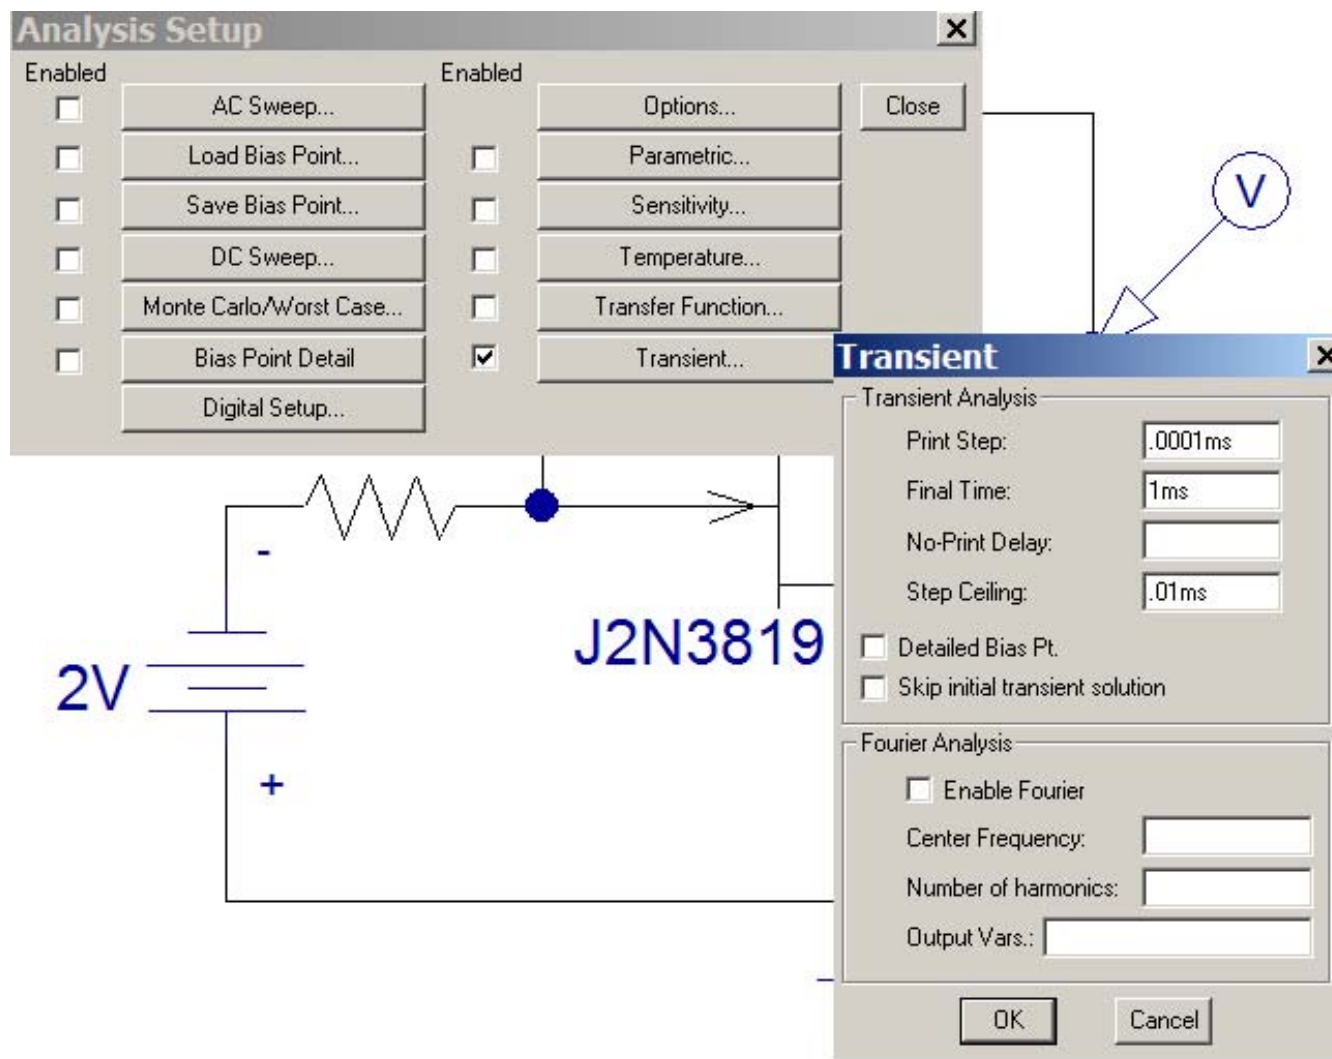 Analysis Setup
Enabled
Enabled
AC Sweep...
Options...
Close
Load Bias Point...
Parametric...
Save Bias Point...
Sensitivity...
DC Sweep...
Temperature...
Monte Carlo/Worst Case...
Transfer Function...
Bias Point Detail
Transient...
Digital Setup...
V
Transient
Transient Analysis
Print Step:
.0001ms
Final Time:
1ms
No-Print Delay:
Step Ceiling:
.01ms
Detailed Bias Pt.
Skip initial transient solution
Fourier Analysis
Enable Fourier
Center Frequency:
Number of harmonics:
Output Vars.:
OK
Cancel
-
2V
+
J2N3819